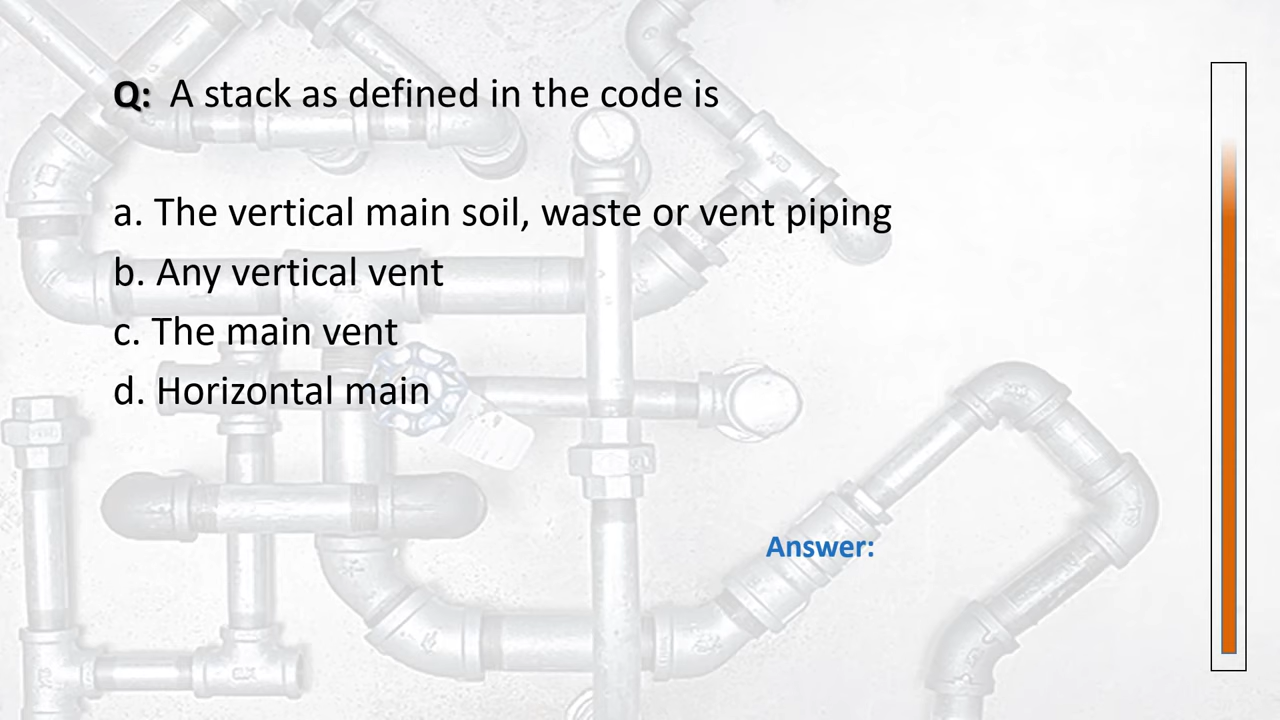 Q: A stack as defined in the code is
a. The vertical main soil, waste or vent piping
b. Any vertical vent
c. The main vent
d. Horizontal main
Answer: